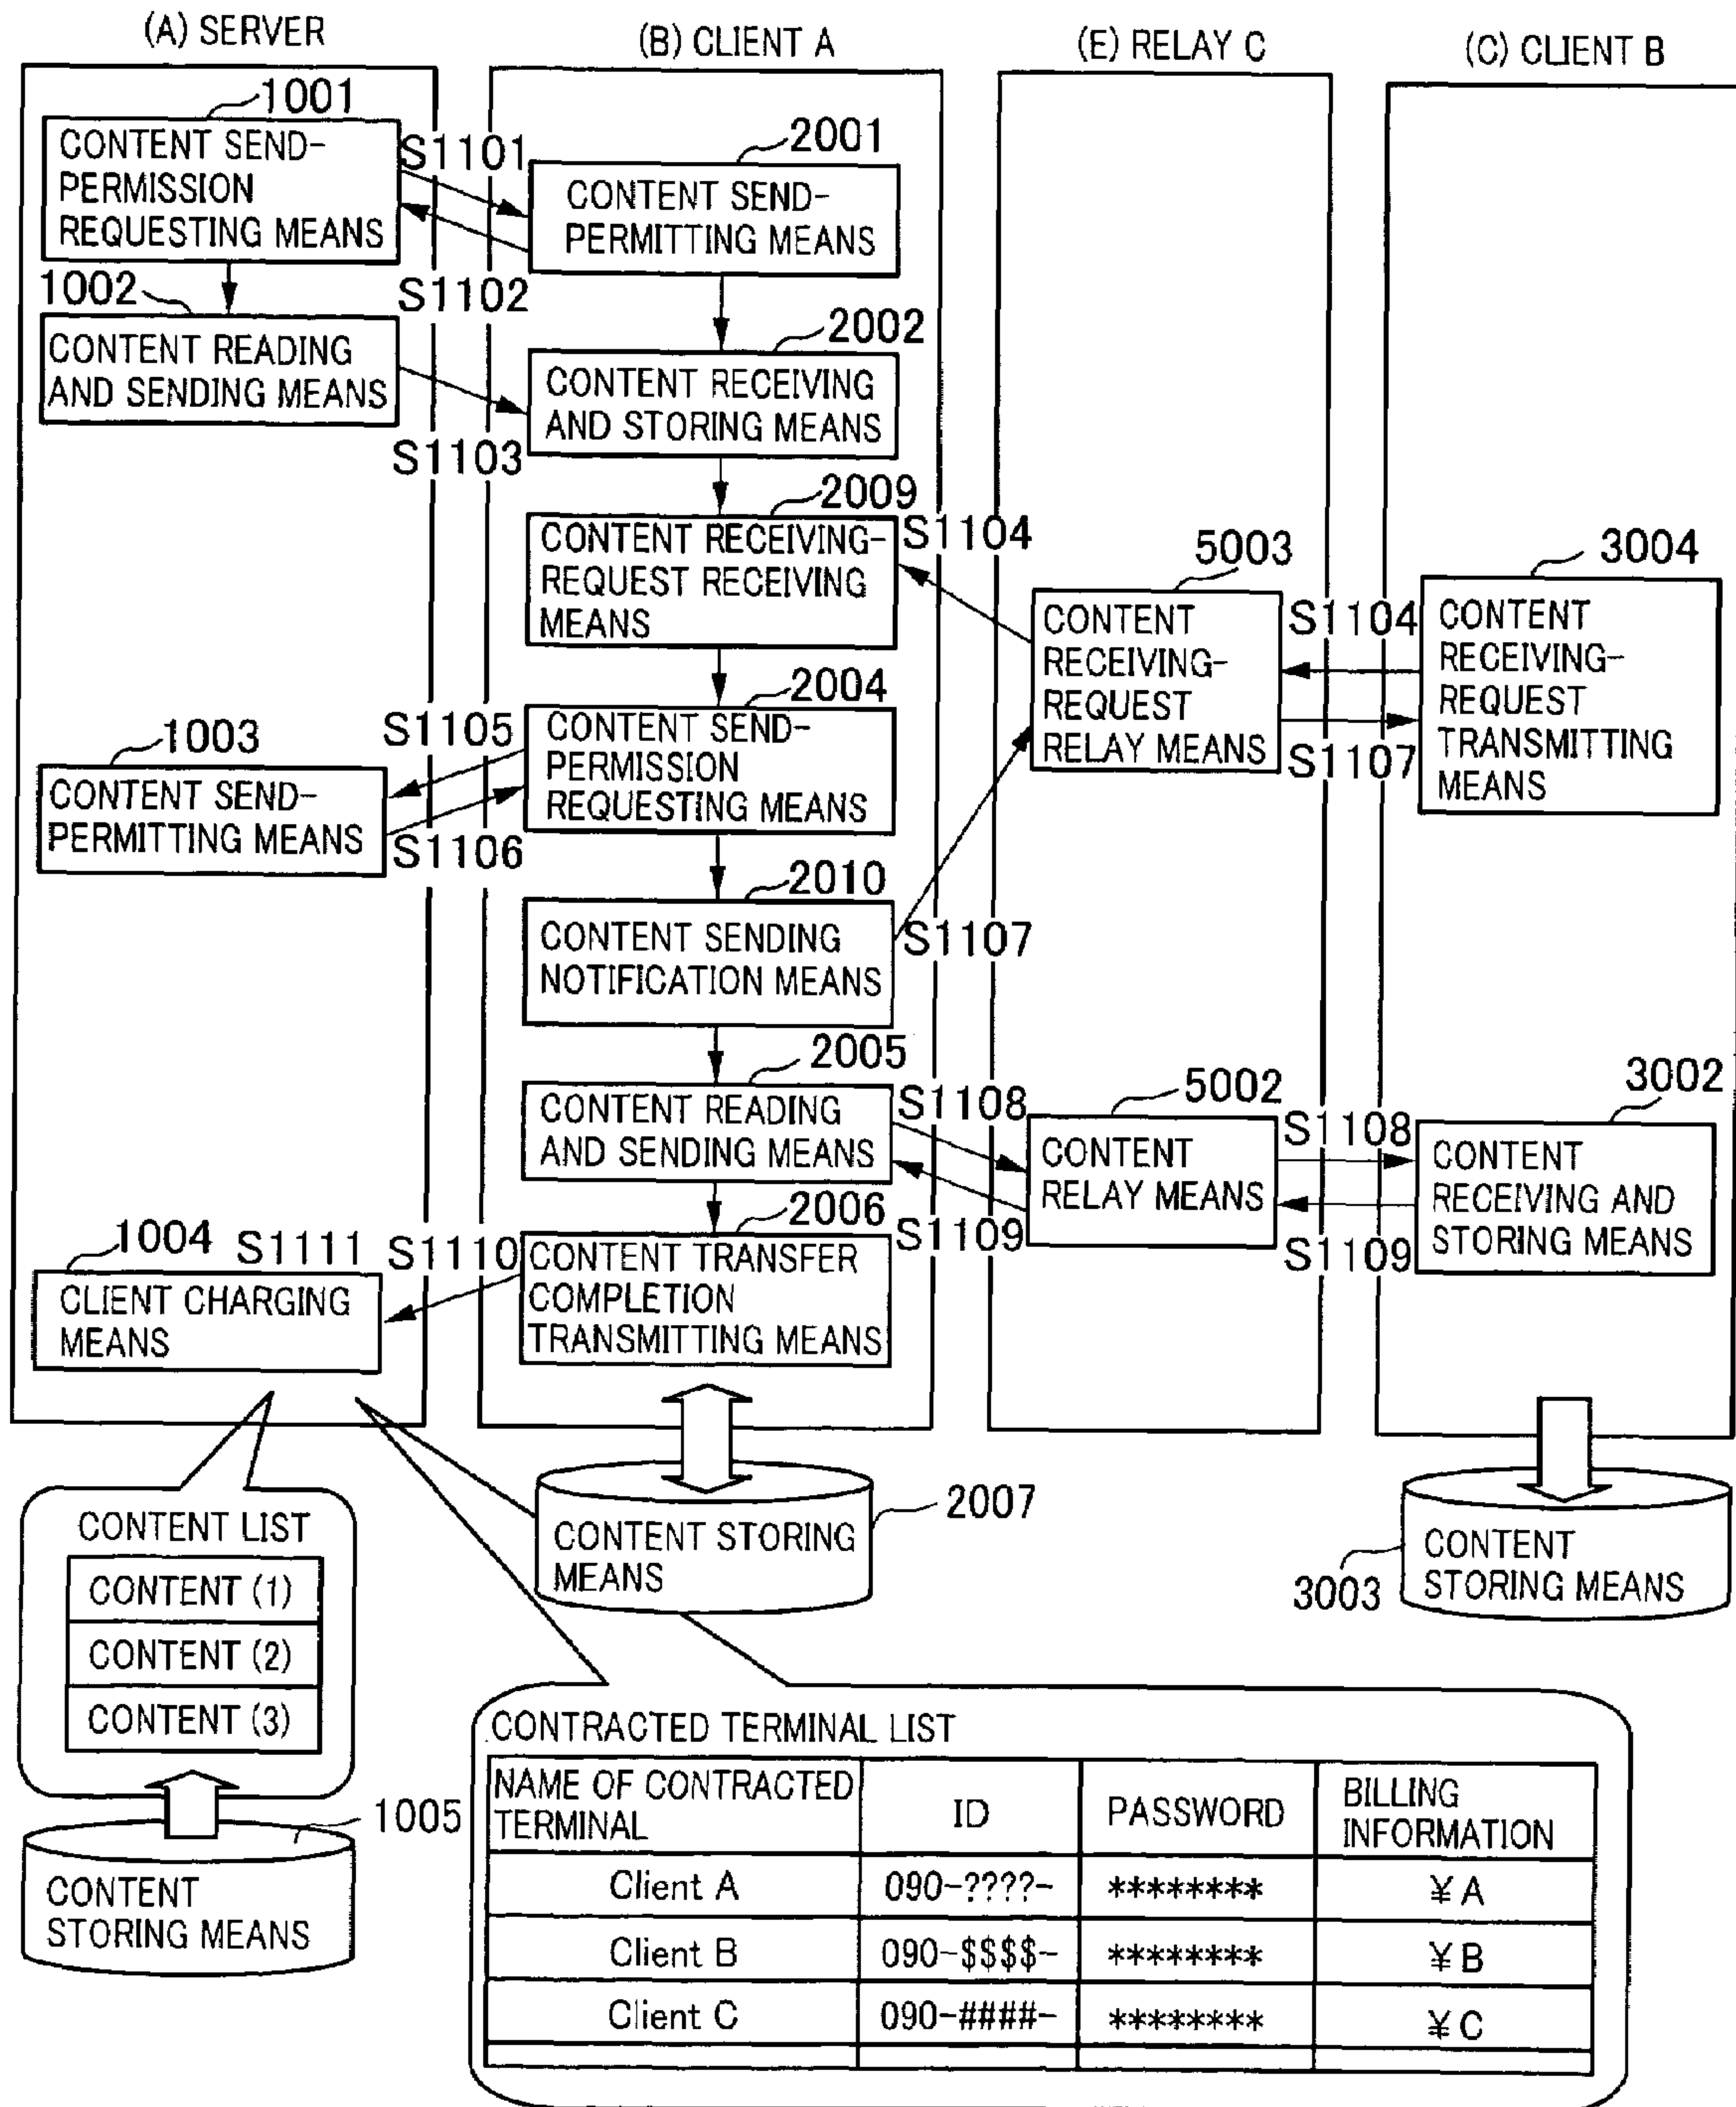 (A) SERVER
(B) CLIENT A
(E) RELAY C
(C) CLIENT B
1001
CONTENT SEND-
PERMISSION
REQUESTING MEANS
S1101
2001
CONTENT SEND-
PERMITTING MEANS
S1102
1002
CONTENT READING
AND SENDING MEANS
2002
CONTENT RECEIVING
AND STORING MEANS
S1103
2009
CONTENT RECEIVING-
REQUEST RECEIVING
MEANS
S1104
5003
CONTENT
RECEIVING-
REQUEST
RELAY MEANS
S1104
S1107
3004
CONTENT
RECEIVING-
REQUEST
TRANSMITTING
MEANS
2004
CONTENT SEND-
PERMISSION
REQUESTING MEANS
S1105
1003
CONTENT SEND-
PERMITTING MEANS
S1106
2010
CONTENT SENDING
NOTIFICATION MEANS
S1107
2005
CONTENT READING
AND SENDING MEANS
S1108
5002
CONTENT
RELAY MEANS
S1108
3002
CONTENT
RECEIVING AND
STORING MEANS
S1109
S1109
2006
CONTENT TRANSFER
COMPLETION
TRANSMITTING MEANS
1004
S1111
S1110
CLIENT CHARGING
MEANS
CONTENT LIST
CONTENT (1)
CONTENT (2)
CONTENT (3)
2007
CONTENT STORING
MEANS
3003
CONTENT
STORING MEANS
1005
CONTENT
STORING MEANS
CONTRACTED TERMINAL LIST
NAME OF CONTRACTED
TERMINAL
ID
PASSWORD
BILLING
INFORMATION
Client A 090-????- ******** ¥A
Client B 090-$$$$- ******** ¥B
Client C 090-####- ******** ¥C